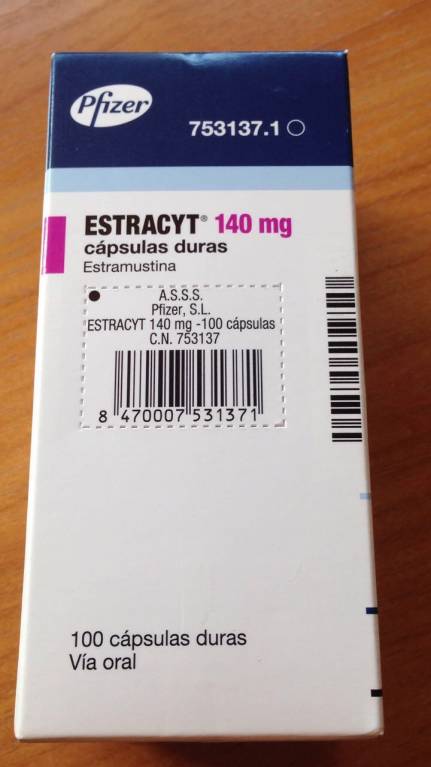 Pfizer
753137.1
ESTRACYT® 140 mg
cápsulas duras
Estramustina
A.S.S.S.
Pfizer, S.L.
ESTRACYT 140 mg -100 cápsulas
C.N. 753137
8 470007 531371
100 cápsulas duras
Vía oral